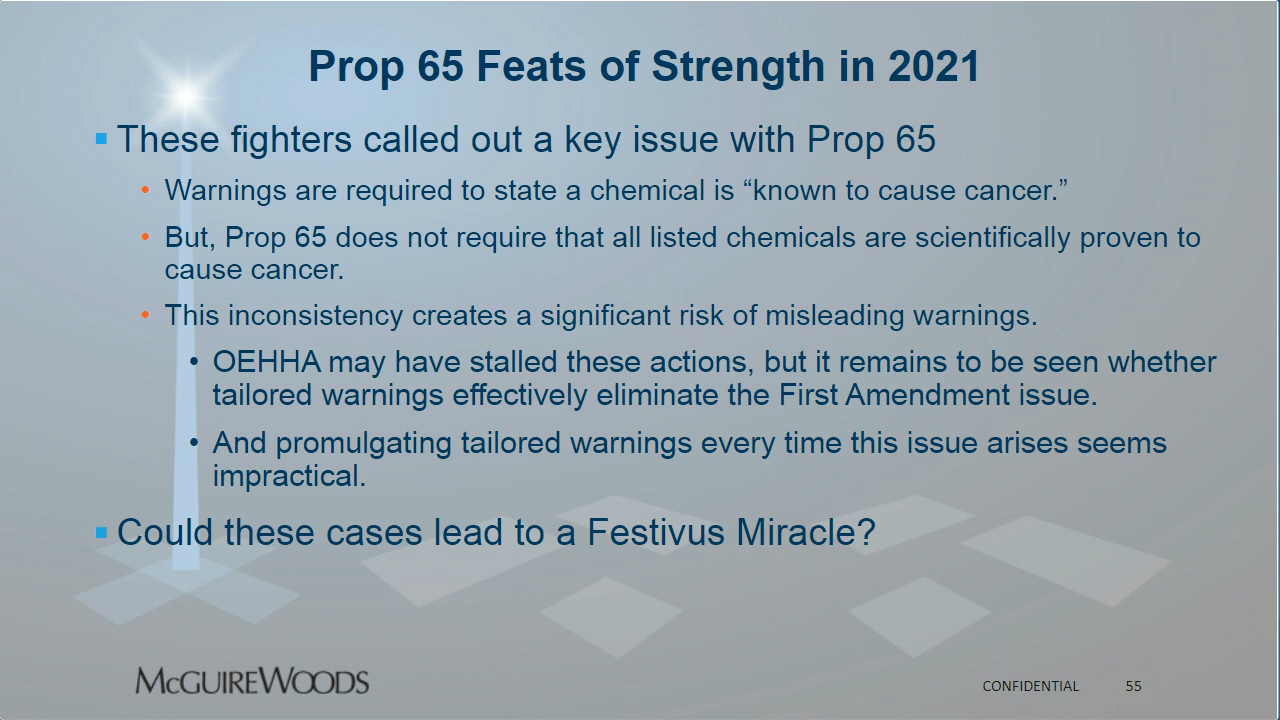 Prop 65 Feats of Strength in 2021
▪ These fighters called out a key issue with Prop 65
• Warnings are required to state a chemical is “known to cause cancer.”
• But, Prop 65 does not require that all listed chemicals are scientifically proven to
cause cancer.
• This inconsistency creates a significant risk of misleading warnings.
• OEHHA may have stalled these actions, but it remains to be seen whether
tailored warnings effectively eliminate the First Amendment issue.
• And promulgating tailored warnings every time this issue arises seems
impractical.
▪ Could these cases lead to a Festivus Miracle?
MCGUIREWOODS
CONFIDENTIAL 55